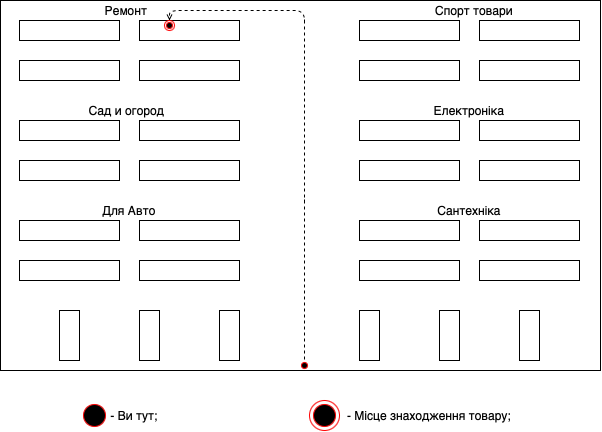 Ремонт
Спорт товари
Сад и огород
Електроніка
Для Авто
Сантехніка
- Ви тут;
- Місце знаходження товару;